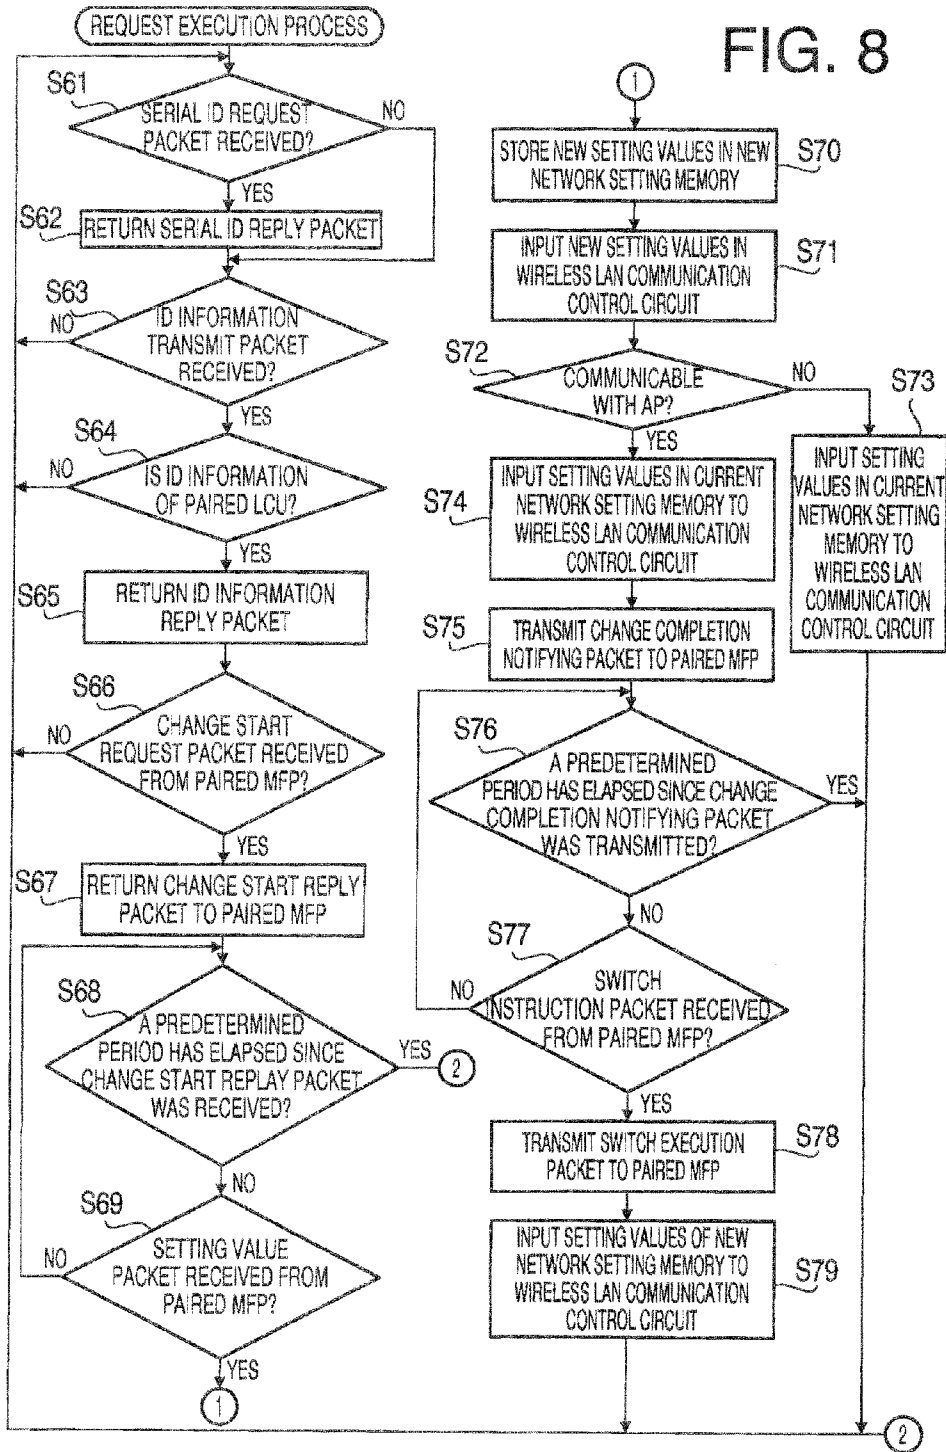 FIG. 8
REQUEST EXECUTION PROCESS
S61
SERIAL ID REQUEST
PACKET RECEIVED?
NO
YES
S62
RETURN SERIAL ID REPLY PACKET
S63
ID INFORMATION
TRANSMIT PACKET
RECEIVED?
NO
YES
S64
IS ID INFORMATION
OF PAIRED LCU?
NO
YES
S65
RETURN ID INFORMATION
REPLY PACKET
S66
CHANGE START
REQUEST PACKET RECEIVED
FROM PAIRED MFP?
NO
YES
S67
RETURN CHANGE START REPLY
PACKET TO PAIRED MFP
S68
A PREDETERMINED
PERIOD HAS ELAPSED SINCE
CHANGE START REPLAY PACKET
WAS RECEIVED?
YES
2
NO
S69
SETTING VALUE
PACKET RECEIVED FROM
PAIRED MFP?
NO
YES
1
1
S70
STORE NEW SETTING VALUES IN NEW
NETWORK SETTING MEMORY
S71
INPUT NEW SETTING VALUES IN
WIRELESS LAN COMMUNICATION
CONTROL CIRCUIT
S72
COMMUNICABLE
WITH AP?
NO
YES
S73
INPUT SETTING
VALUES IN CURRENT
NETWORK SETTING
MEMORY TO
WIRELESS LAN
COMMUNICATION
CONTROL CIRCUIT
S74
INPUT SETTING VALUES IN CURRENT
NETWORK SETTING MEMORY TO
WIRELESS LAN COMMUNICATION
CONTROL CIRCUIT
S75
TRANSMIT CHANGE COMPLETION
NOTIFYING PACKET TO PAIRED MFP
S76
A PREDETERMINED
PERIOD HAS ELAPSED SINCE CHANGE
COMPLETION NOTIFYING PACKET
WAS TRANSMITTED?
YES
NO
S77
SWITCH
INSTRUCTION PACKET RECEIVED
FROM PAIRED MFP?
NO
YES
S78
TRANSMIT SWITCH EXECUTION
PACKET TO PAIRED MFP
S79
INPUT SETTING VALUES OF NEW
NETWORK SETTING MEMORY TO
WIRELESS LAN COMMUNICATION
CONTROL CIRCUIT
2